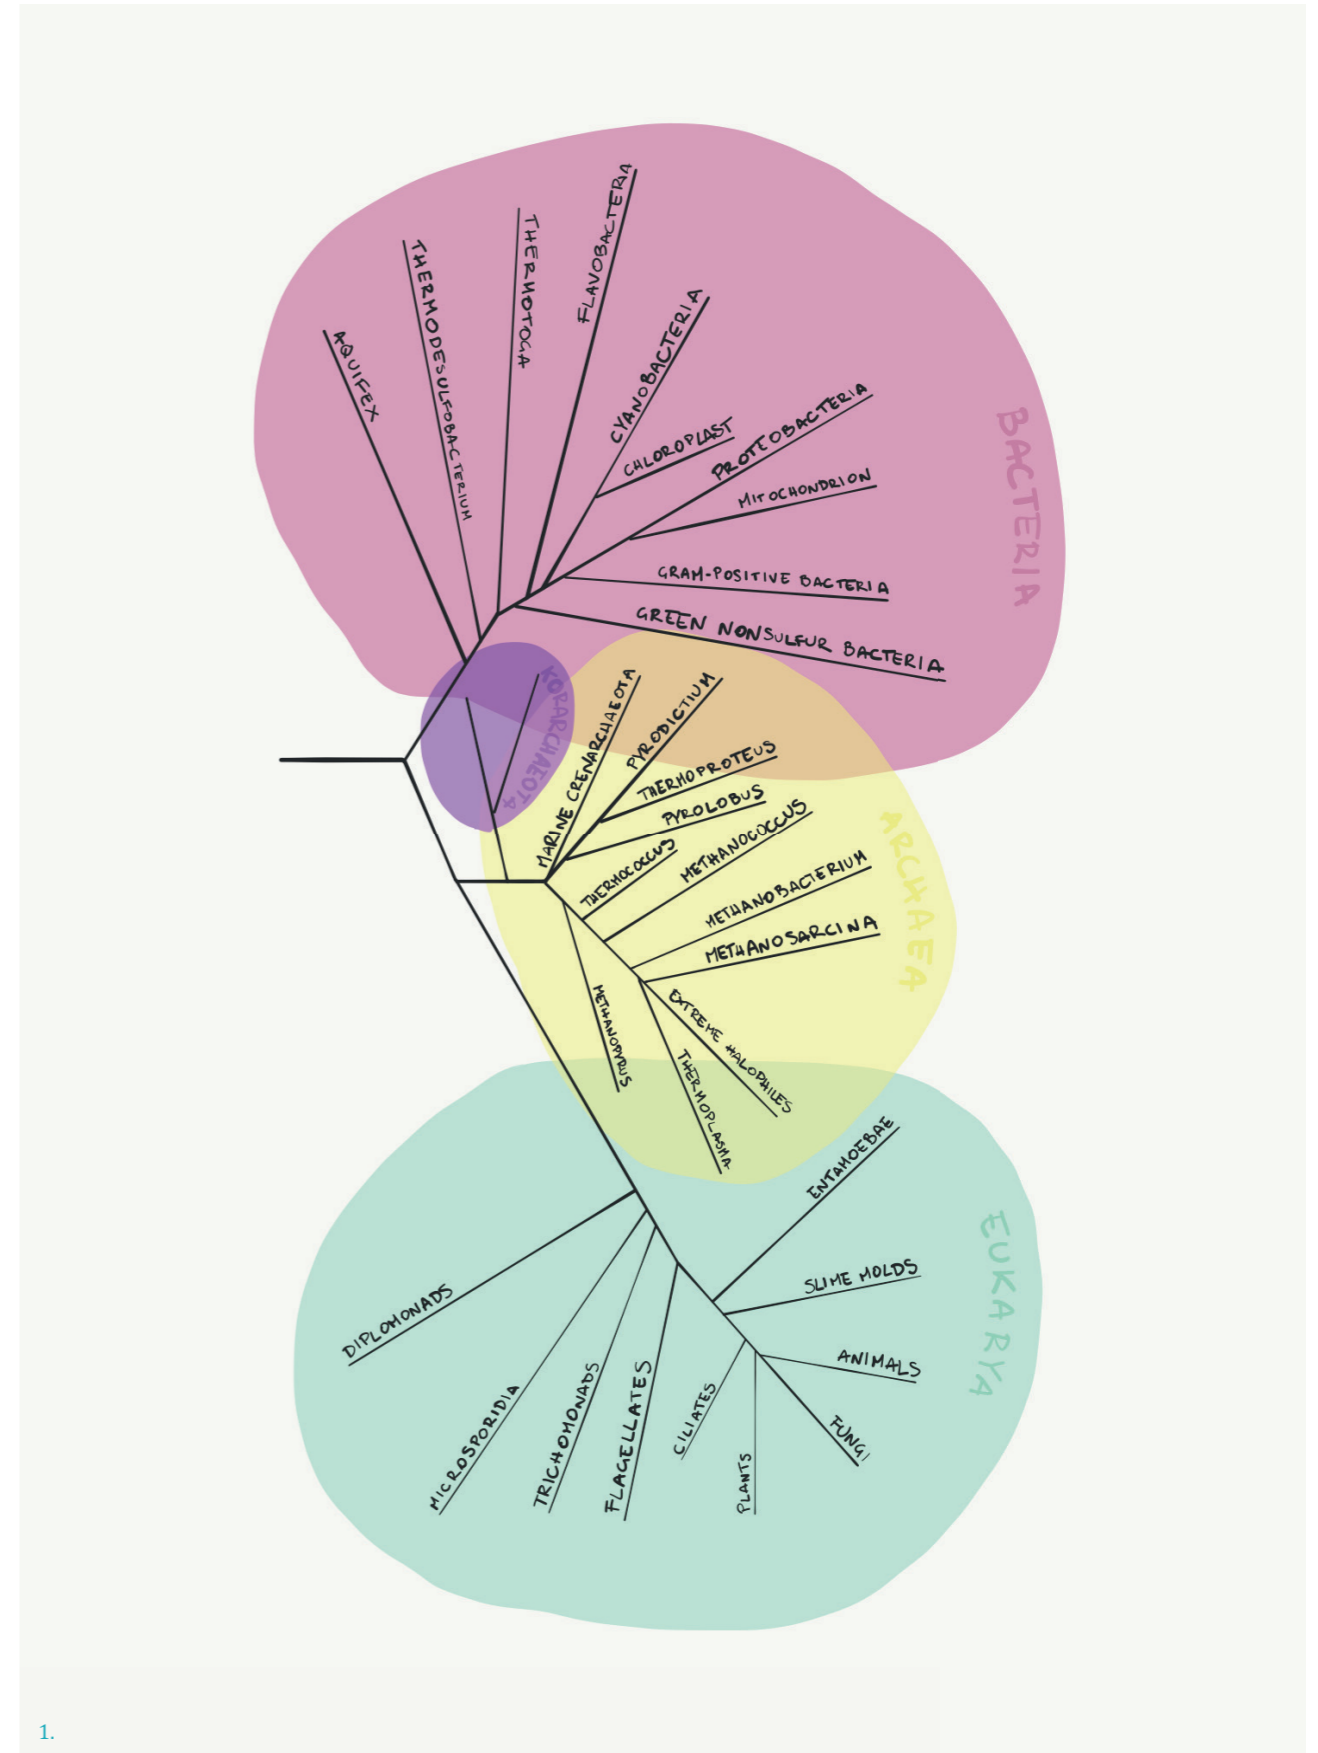 FLAVOBACTERIA
THERMOTOGA
THERMODESULFOBACTERIUM
AQUIFEX
CYANOBACTERIA
CHLOROPLAST
PROTEOBACTERIA
MITOCHONDRION
GRAM-POSITIVE BACTERIA
GREEN NONSULFUR BACTERIA
BACTERIA
KORARCHAEOTA
MARINE CRENARCHAEOTA
PYRODICTIUM
THERMOPROTEUS
PYROLOBUS
THERMOCOCCUS
METHANOCOCCUS
METHANOBACTERIUM
METHANOSARCINA
EXTREME HALOPHILES
THERMOPLASMA
METHANOPYRUS
ARCHAEA
ENTAMOEBAE
SLIME MOLDS
ANIMALS
FUNGI
PLANTS
CILIATES
FLAGELLATES
TRICHOMONADS
MICROSPORIDIA
DIPLOMONADS
EUKARYA
1.